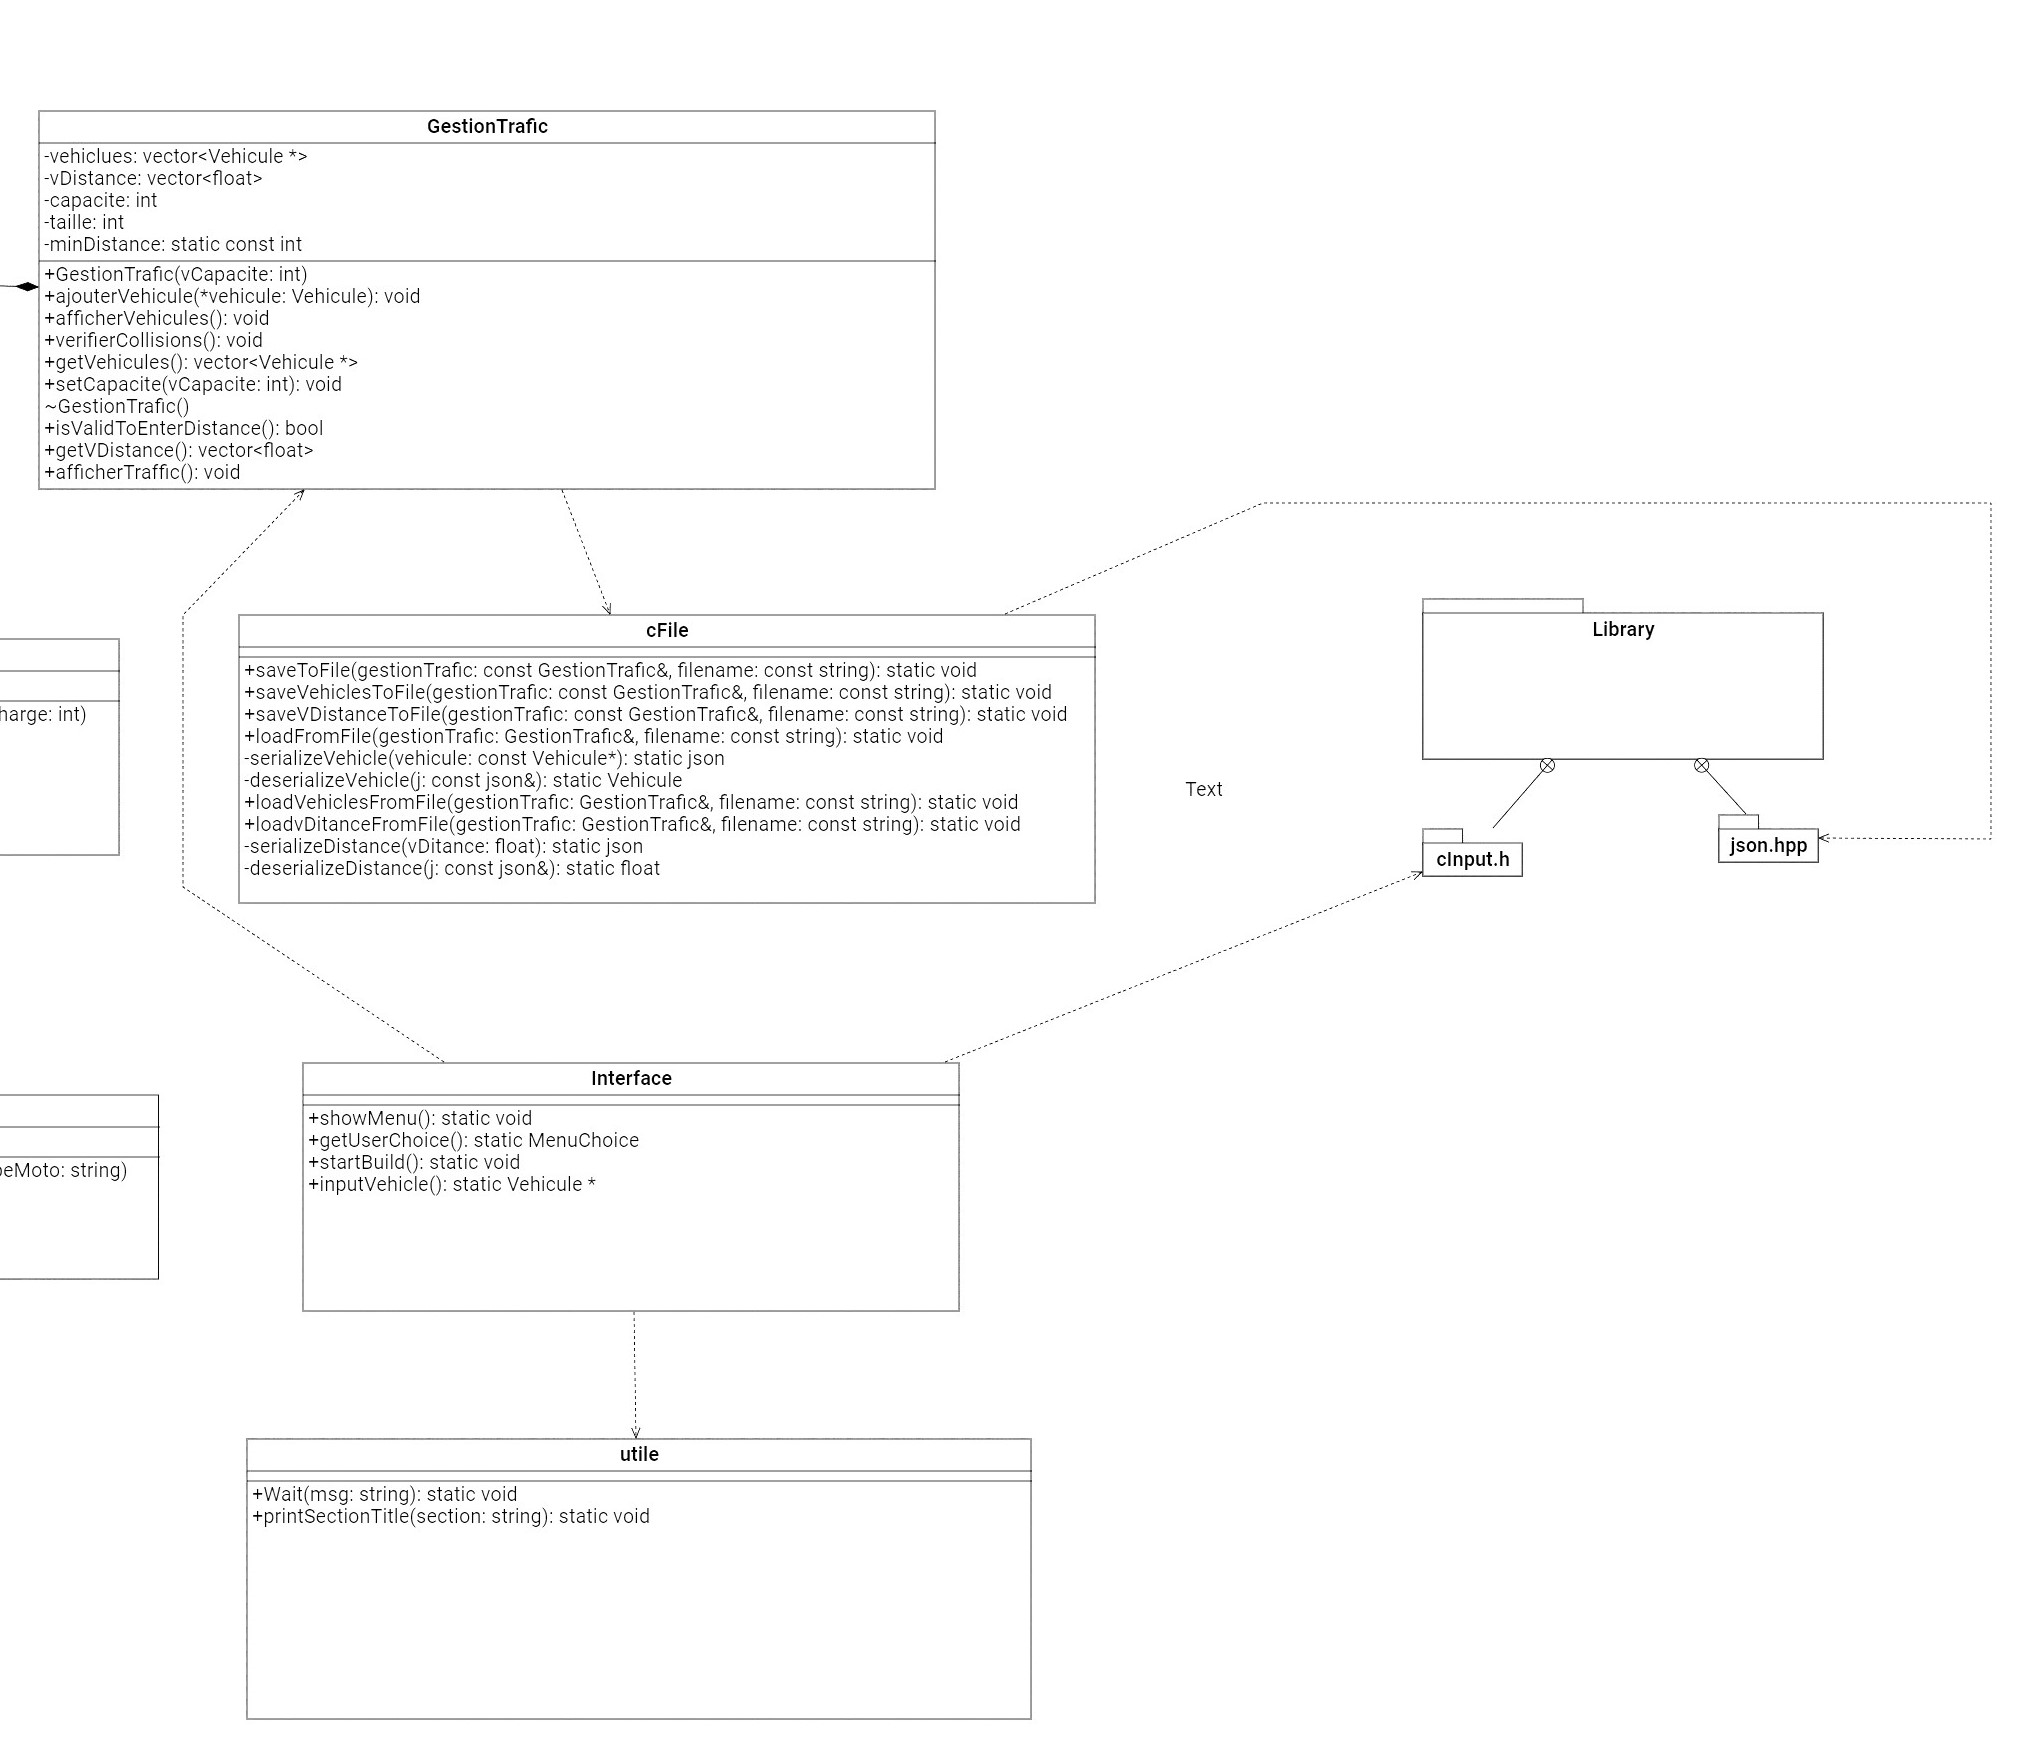 GestionTrafic
-vehiclues: vector<Vehicule *>
-vDistance: vector<float>
-capacite: int
-taille: int
-minDistance: static const int
+GestionTrafic(vCapacite: int)
+ajouterVehicule(*vehicule: Vehicule): void
+afficherVehicules(): void
+verifierCollisions(): void
+getVehicules(): vector<Vehicule *>
+setCapacite(vCapacite: int): void
~GestionTrafic()
+isValidToEnterDistance(): bool
+getVDistance(): vector<float>
+afficherTraffic(): void
harge: int)
cFile
+saveToFile(gestionTrafic: const GestionTrafic&, filename: const string): static void
+saveVehiclesToFile(gestionTrafic: const GestionTrafic&, filename: const string): static void
+saveVDistanceToFile(gestionTrafic: const GestionTrafic&, filename: const string): static void
+loadFromFile(gestionTrafic: GestionTrafic&, filename: const string): static void
-serializeVehicle(vehicule: const Vehicule*): static json
-deserializeVehicle(j: const json&): static Vehicule
+loadVehiclesFromFile(gestionTrafic: GestionTrafic&, filename: const string): static void
+loadvDitanceFromFile(gestionTrafic: GestionTrafic&, filename: const string): static void
-serializeDistance(vDitance: float): static json
-deserializeDistance(j: const json&): static float
Text
Library
cInput.h
json.hpp
peMoto: string)
Interface
+showMenu(): static void
+getUserChoice(): static MenuChoice
+startBuild(): static void
+inputVehicle(): static Vehicule *
utile
+Wait(msg: string): static void
+printSectionTitle(section: string): static void